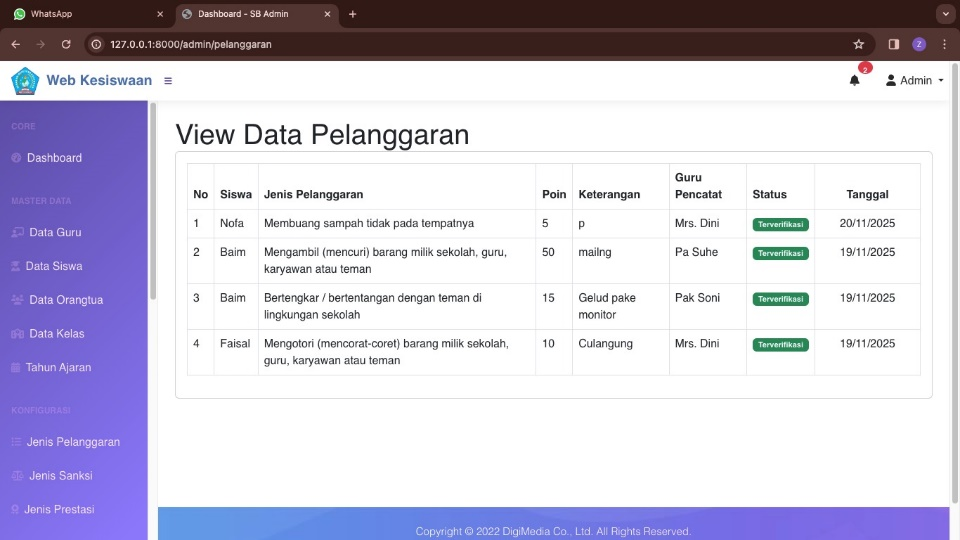 WhatsApp
Dashboard - SB Admin
127.0.0.1:8000/admin/pelanggaran
Z
Web Kesiswaan
2
Admin
CORE
Dashboard
MASTER DATA
Data Guru
Data Siswa
Data Orangtua
Data Kelas
Tahun Ajaran
KONFIGURASI
Jenis Pelanggaran
Jenis Sanksi
Jenis Prestasi
View Data Pelanggaran
No Siswa Jenis Pelanggaran Poin Keterangan Guru Pencatat Status Tanggal
1 Nofa Membuang sampah tidak pada tempatnya 5 p Mrs. Dini Terverifikasi 20/11/2025
2 Baim Mengambil (mencuri) barang milik sekolah, guru, 50 mailng Pa Suhe Terverifikasi 19/11/2025
karyawan atau teman
3 Baim Bertengkar / bertentangan dengan teman di 15 Gelud pake Pak Soni Terverifikasi 19/11/2025
lingkungan sekolah monitor
4 Faisal Mengotori (mencorat-coret) barang milik sekolah, 10 Culangung Mrs. Dini Terverifikasi 19/11/2025
guru, karyawan atau teman
Copyright © 2022 DigiMedia Co., Ltd. All Rights Reserved.